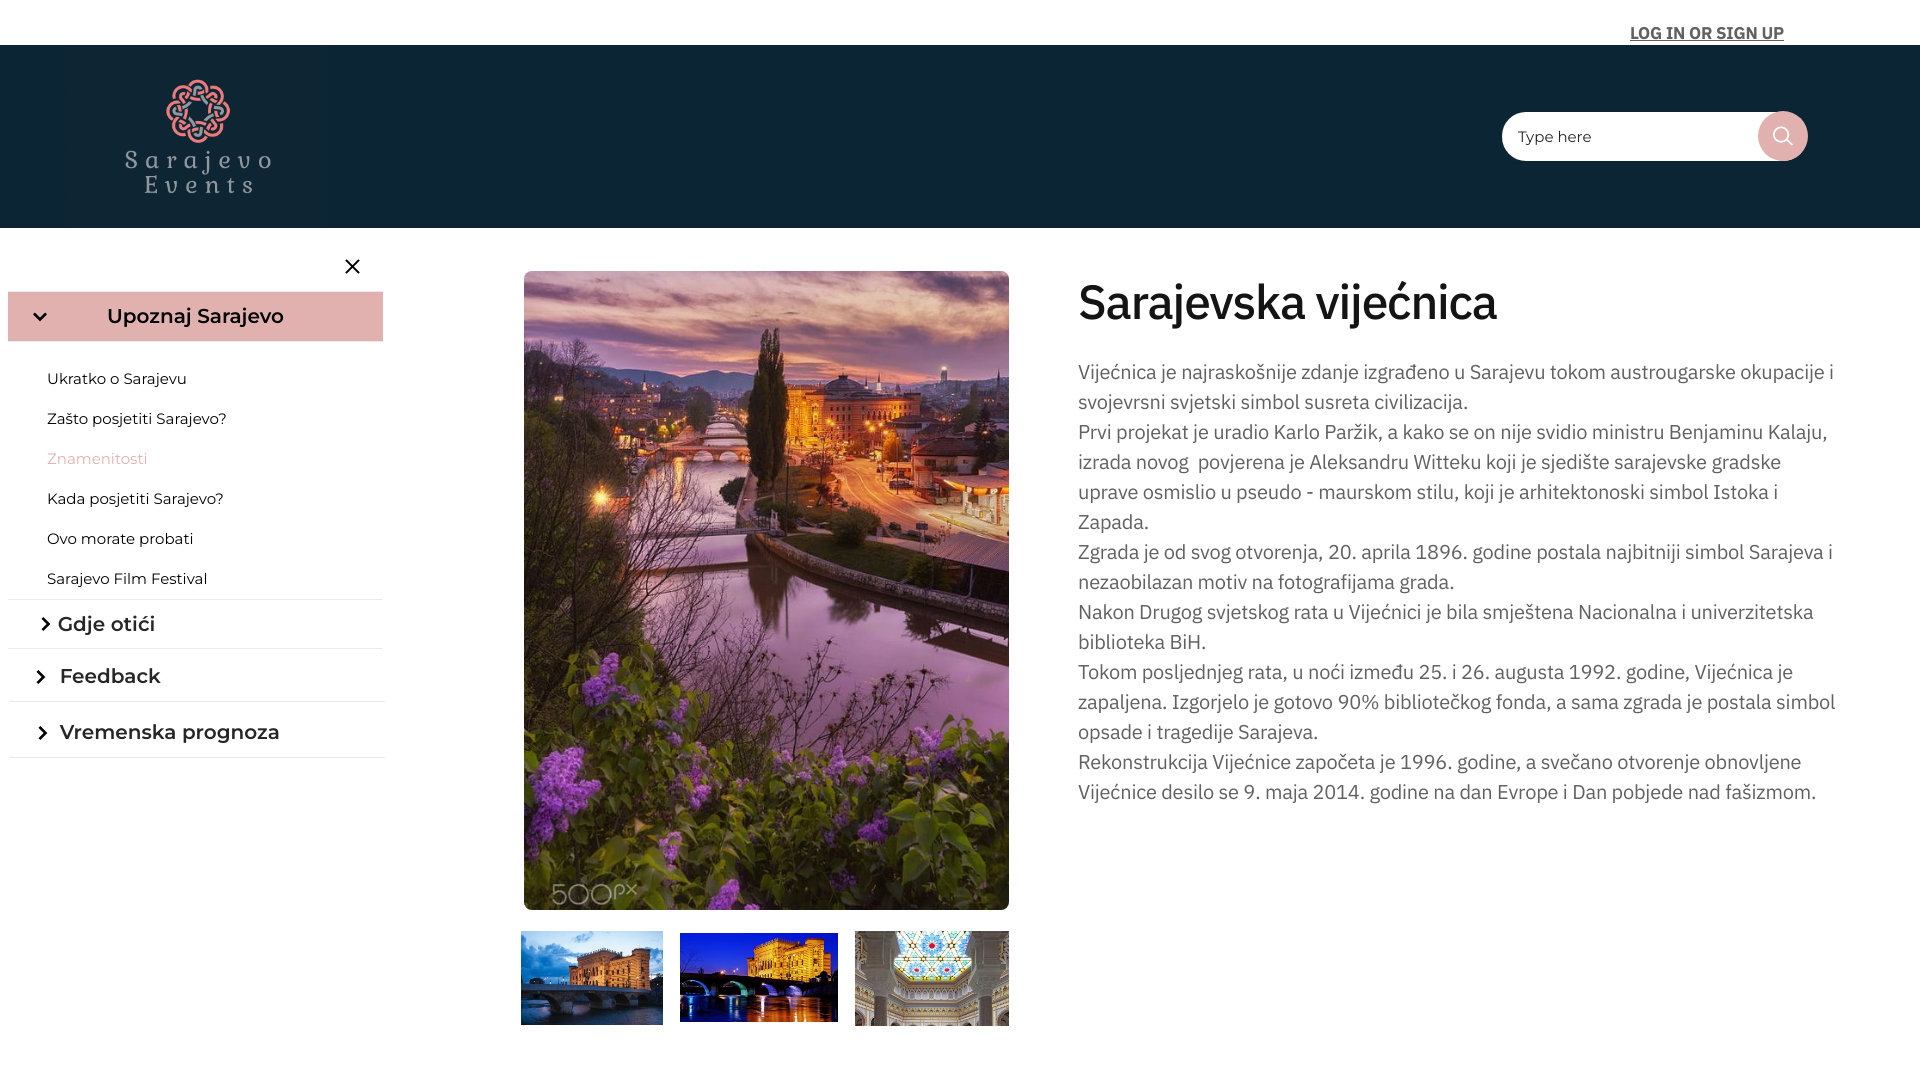 LOG IN OR SIGN UP
Sarajevo
Events
Type here
Upoznaj Sarajevo
Ukratko o Sarajevu
Zašto posjetiti Sarajevo?
Znamenitosti
Kada posjetiti Sarajevo?
Ovo morate probati
Sarajevo Film Festival
Gdje otići
Feedback
Vremenska prognoza
500px
Sarajevska vijećnica
Vijećnica je najraskošnije zdanje izgrađeno u Sarajevu tokom austrougarske okupacije i
svojevrsni svjetski simbol susreta civilizacija.
Prvi projekat je uradio Karlo Paržik, a kako se on nije svidio ministru Benjaminu Kalaju,
izrada novog  povjerena je Aleksandru Witteku koji je sjedište sarajevske gradske
uprave osmislio u pseudo - maurskom stilu, koji je arhitektonoski simbol Istoka i
Zapada.
Zgrada je od svog otvorenja, 20. aprila 1896. godine postala najbitniji simbol Sarajeva i
nezaobilazan motiv na fotografijama grada.
Nakon Drugog svjetskog rata u Vijećnici je bila smještena Nacionalna i univerzitetska
biblioteka BiH.
Tokom posljednjeg rata, u noći između 25. i 26. augusta 1992. godine, Vijećnica je
zapaljena. Izgorjelo je gotovo 90% bibliotečkog fonda, a sama zgrada je postala simbol
opsade i tragedije Sarajeva.
Rekonstrukcija Vijećnice započeta je 1996. godine, a svečano otvorenje obnovljene
Vijećnice desilo se 9. maja 2014. godine na dan Evrope i Dan pobjede nad fašizmom.